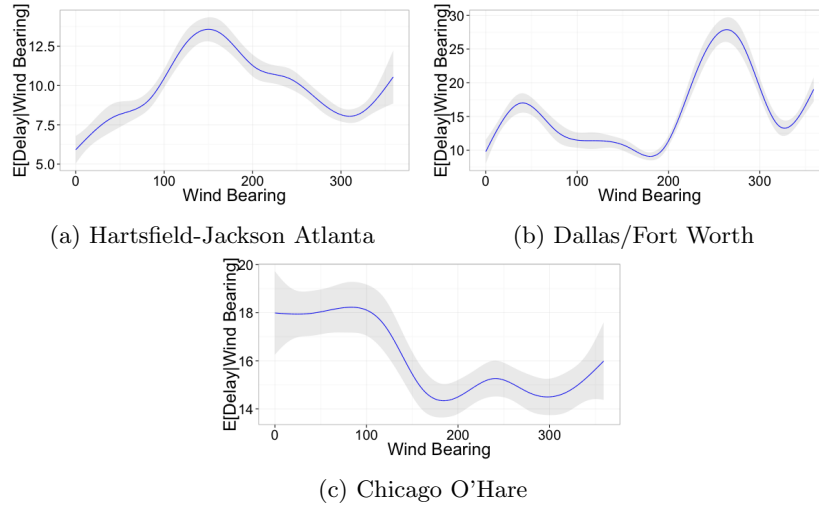 E[Delay|Wind Bearing]
12.5
10.0
7.5
5.0
0 100 200 300
Wind Bearing
(a) Hartsfield-Jackson Atlanta
E[Delay|Wind Bearing]
30
25
20
15
10
0 100 200 300
Wind Bearing
(b) Dallas/Fort Worth
E[Delay|Wind Bearing]
20
18
16
14
0 100 200 300
Wind Bearing
(c) Chicago O'Hare